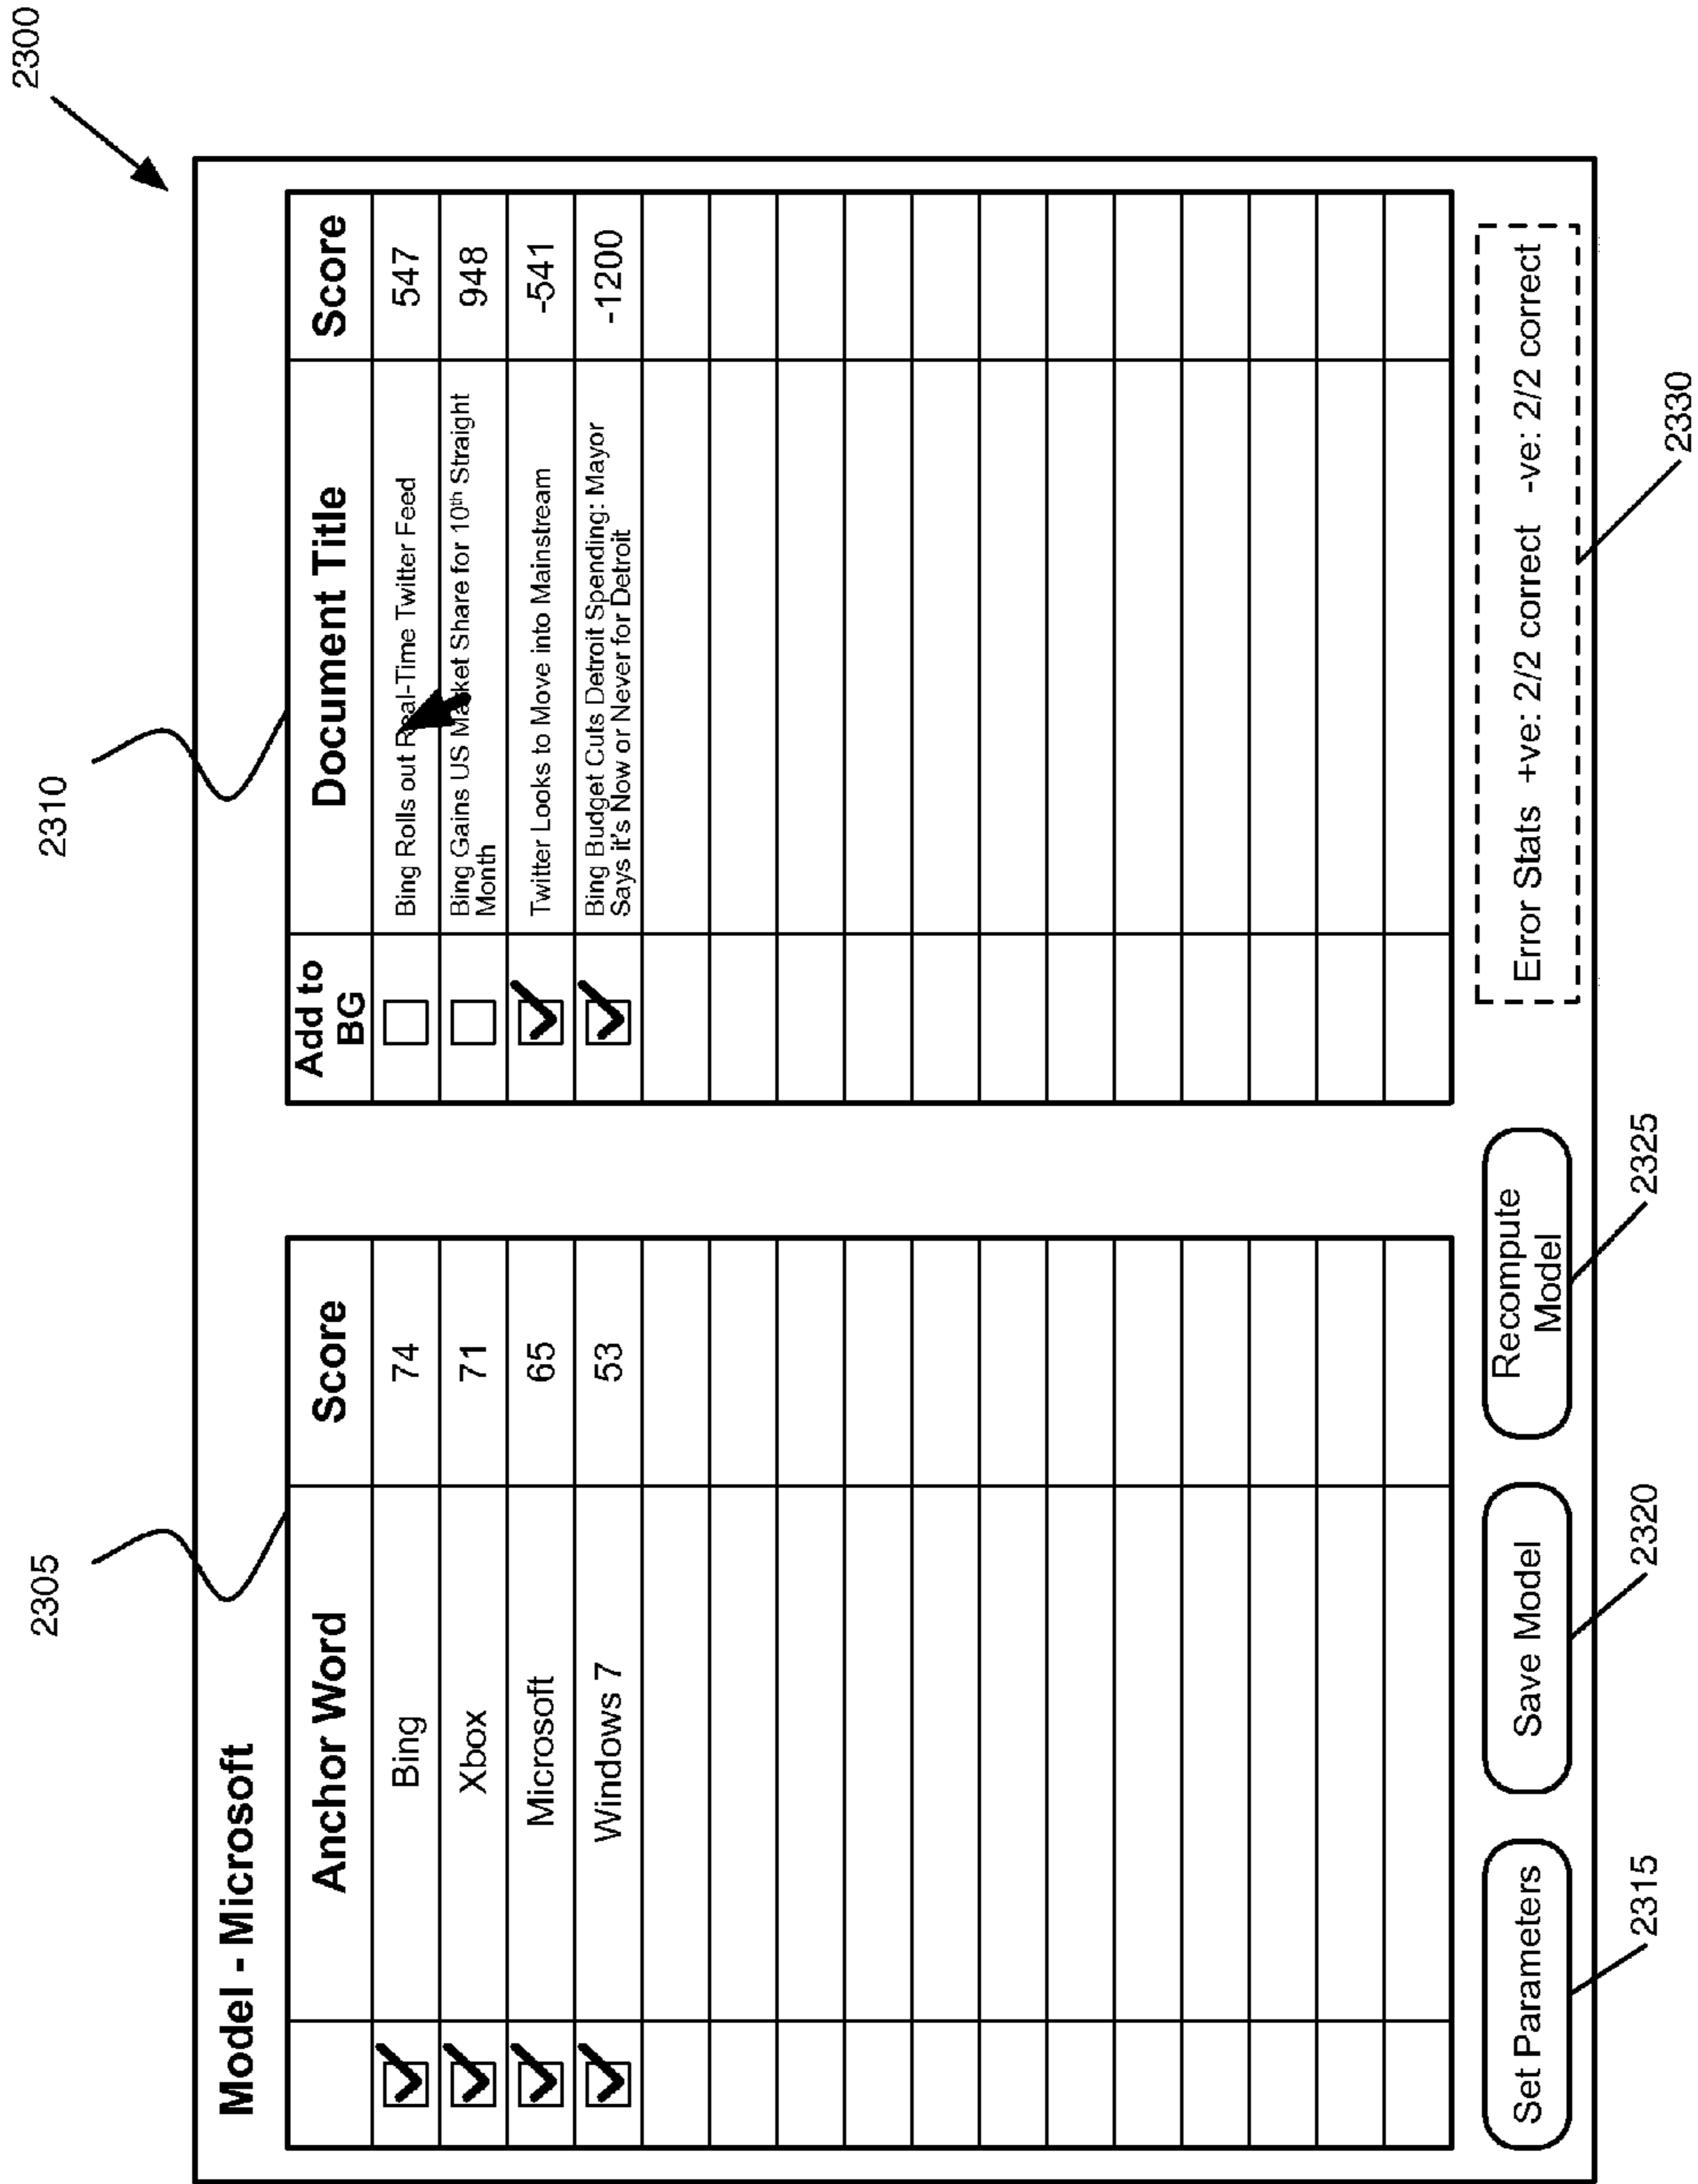 2300
2305
2310
Model - Microsoft
Anchor Word Score
Bing 74
Xbox 71
Microsoft 65
Windows 7 53
Add to
BG
Document Title Score
Bing Rolls out Real-Time Twitter Feed 547
Bing Gains US Market Share for 10th Straight
Month
948
Twitter Looks to Move into Mainstream -541
Bing Budget Cuts Detroit Spending: Mayor
Says it's Now or Never for Detroit
-1200
Set Parameters
Save Model
Recompute
Model
Error Stats +ve: 2/2 correct -ve: 2/2 correct
2315
2320
2325
2330